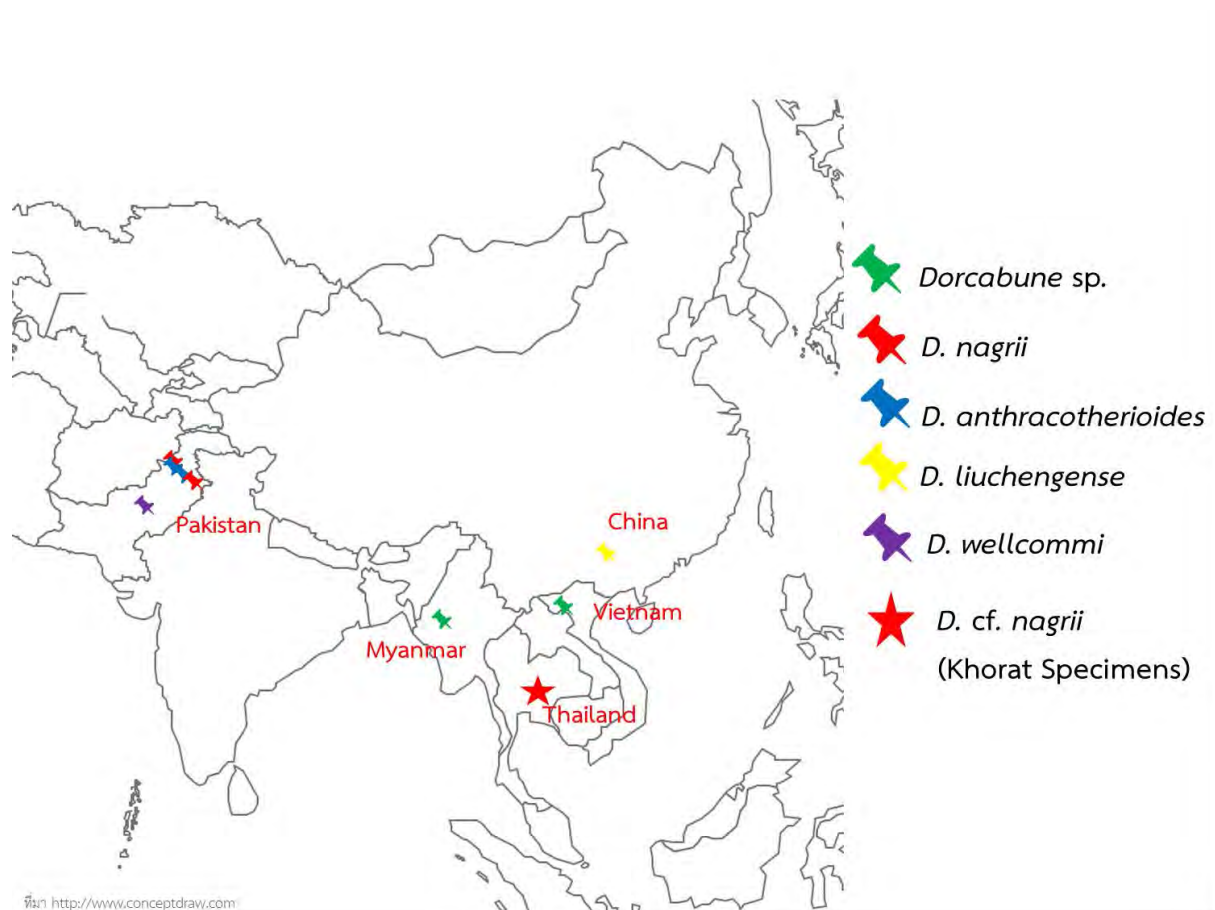 Dorcabune sp.
D. nagrii
D. anthracotherioides
D. liuchengense
D. wellcommi
D. cf. nagrii
(Khorat Specimens)
Pakistan
China
Vietnam
Myanmar
Thailand
ที่มา http://www.conceptdraw.com